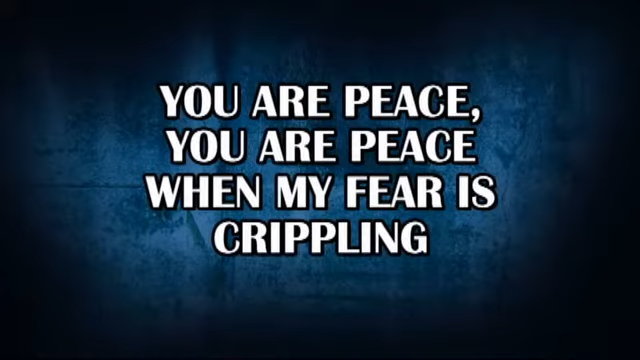 YOU ARE PEACE,
YOU ARE PEACE
WHEN MY FEAR IS
CRIPPLING